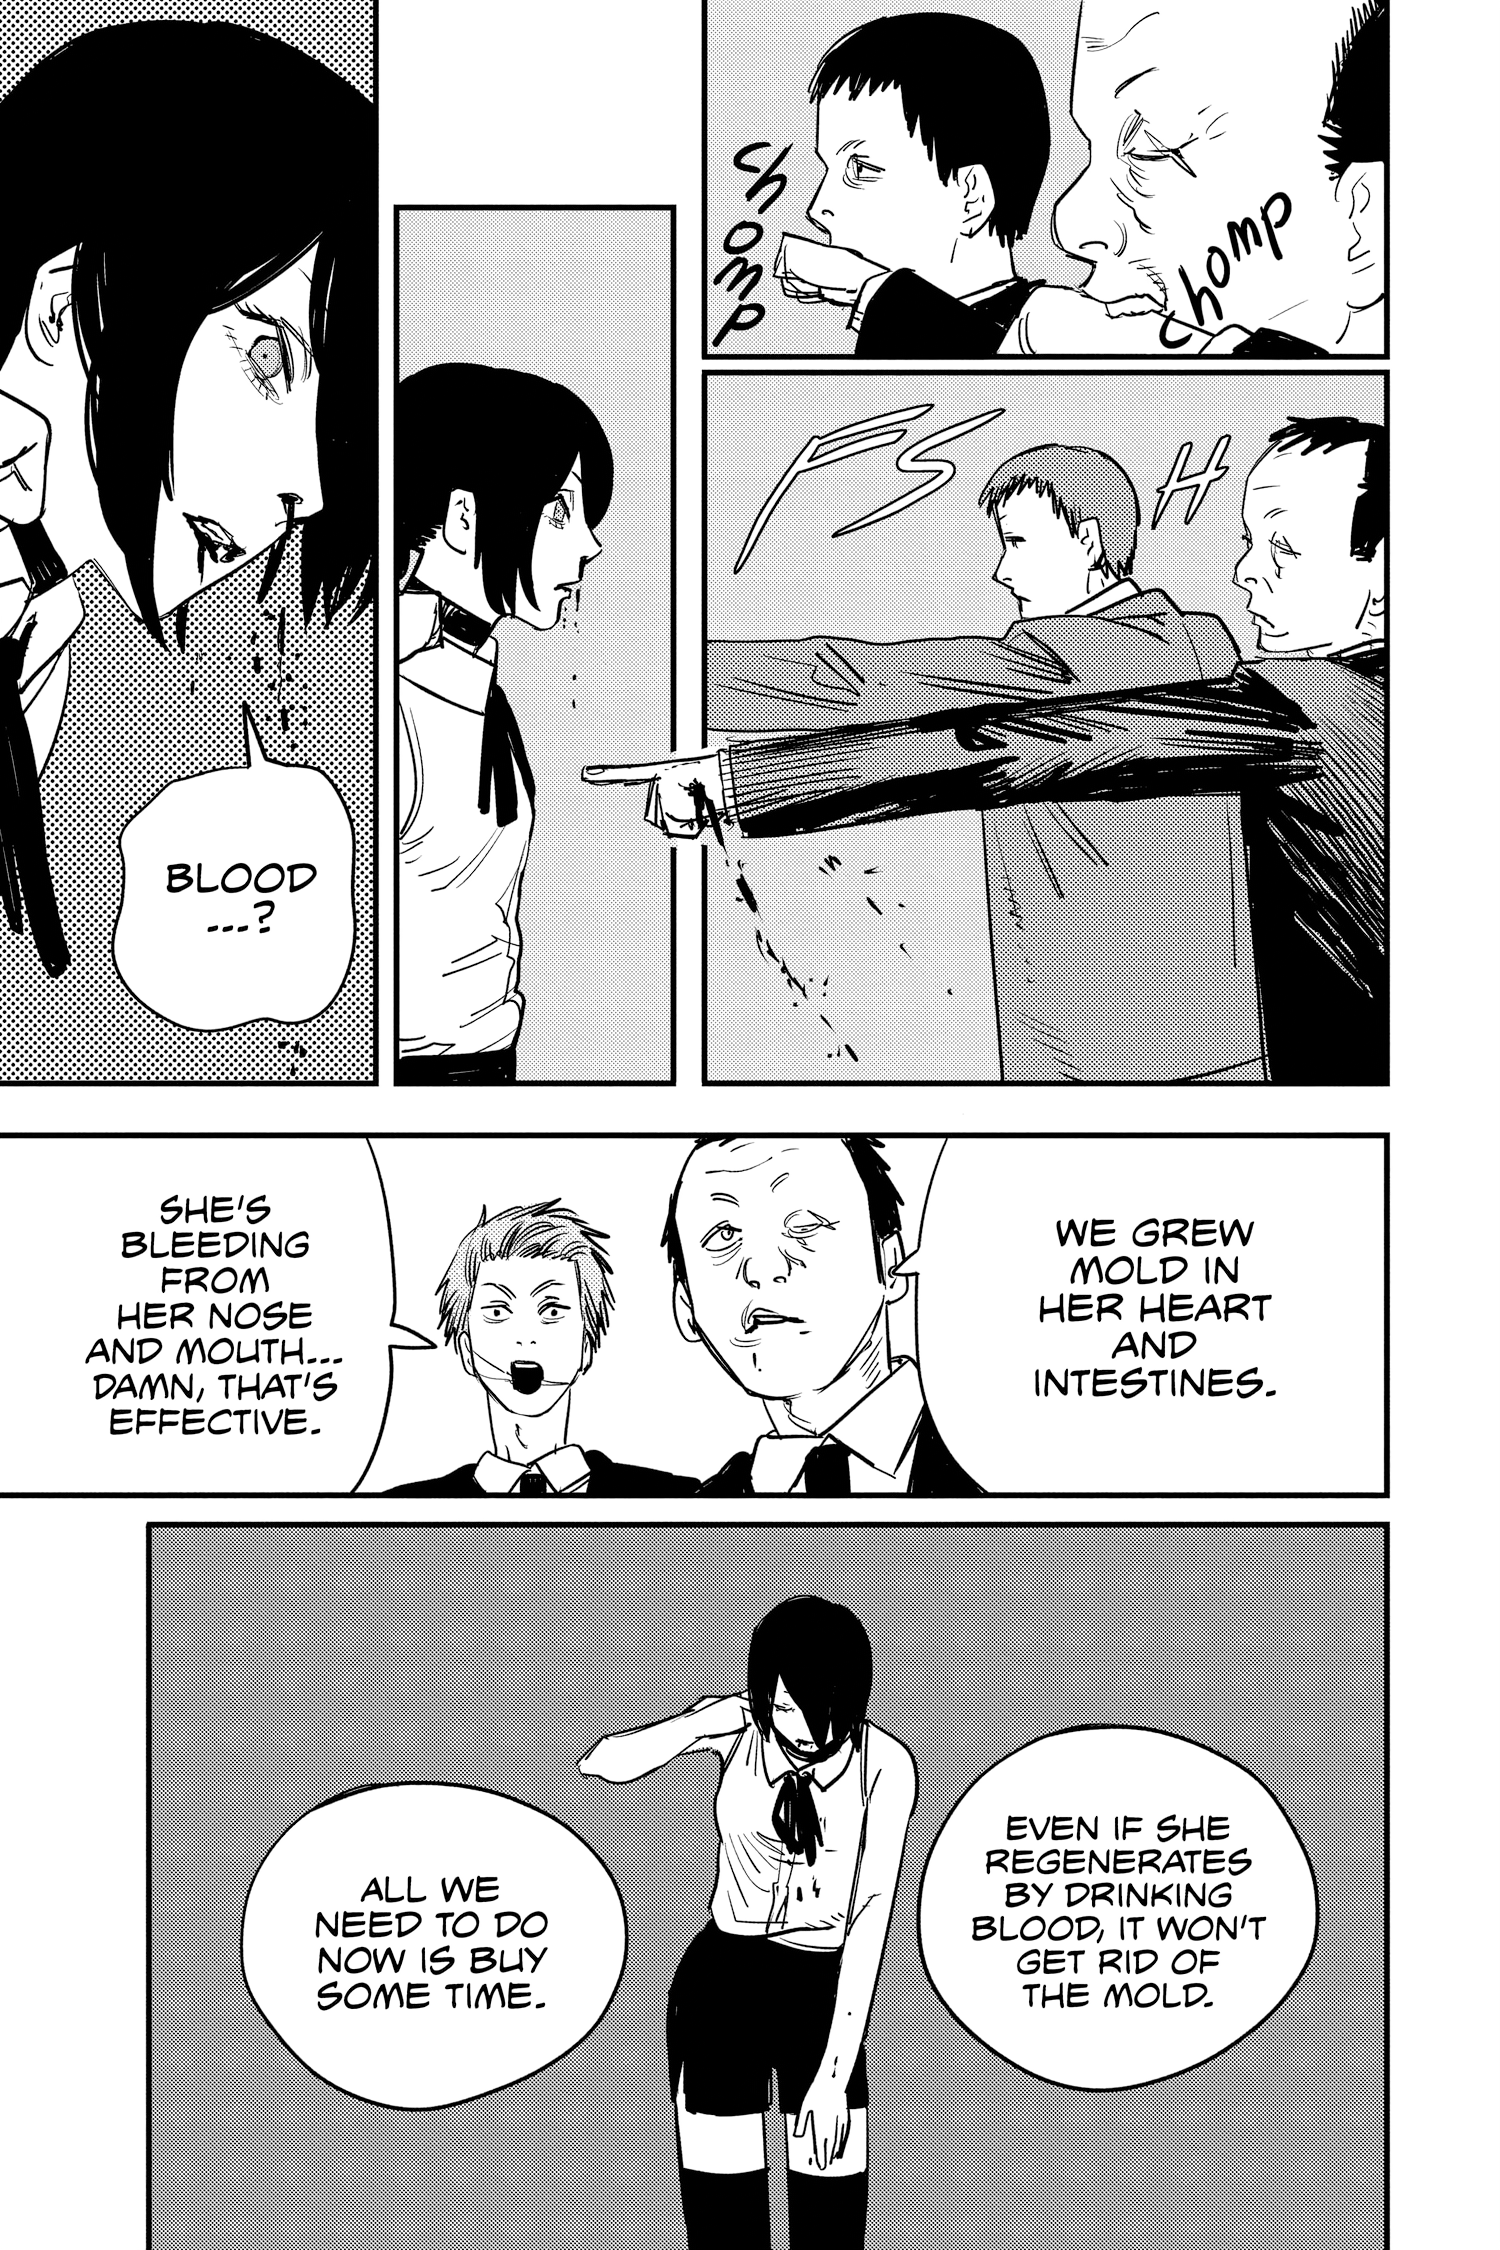 chomp
chomp
FSH
BLOOD
...?
WE GREW
MOLD IN
HER HEART
AND
INTESTINES.
SHE'S
BLEEDING
FROM
HER NOSE
AND MOUTH...
DAMN, THAT'S
EFFECTIVE.
EVEN IF SHE
REGENERATES
BY DRINKING
BLOOD, IT WON'T
GET RID OF
THE MOLD.
ALL WE
NEED TO DO
NOW IS BUY
SOME TIME.